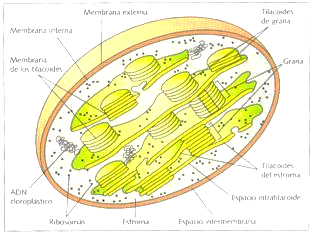 Membrana externa
Tilacoides
de grana
Membrana interna
Membrana
de los tilacoides
Grana
Tilacoides
del estroma
ADN
cloroplástico
Espacio intratilacoide
Ribosomas
Estroma
Espacio intermembrana